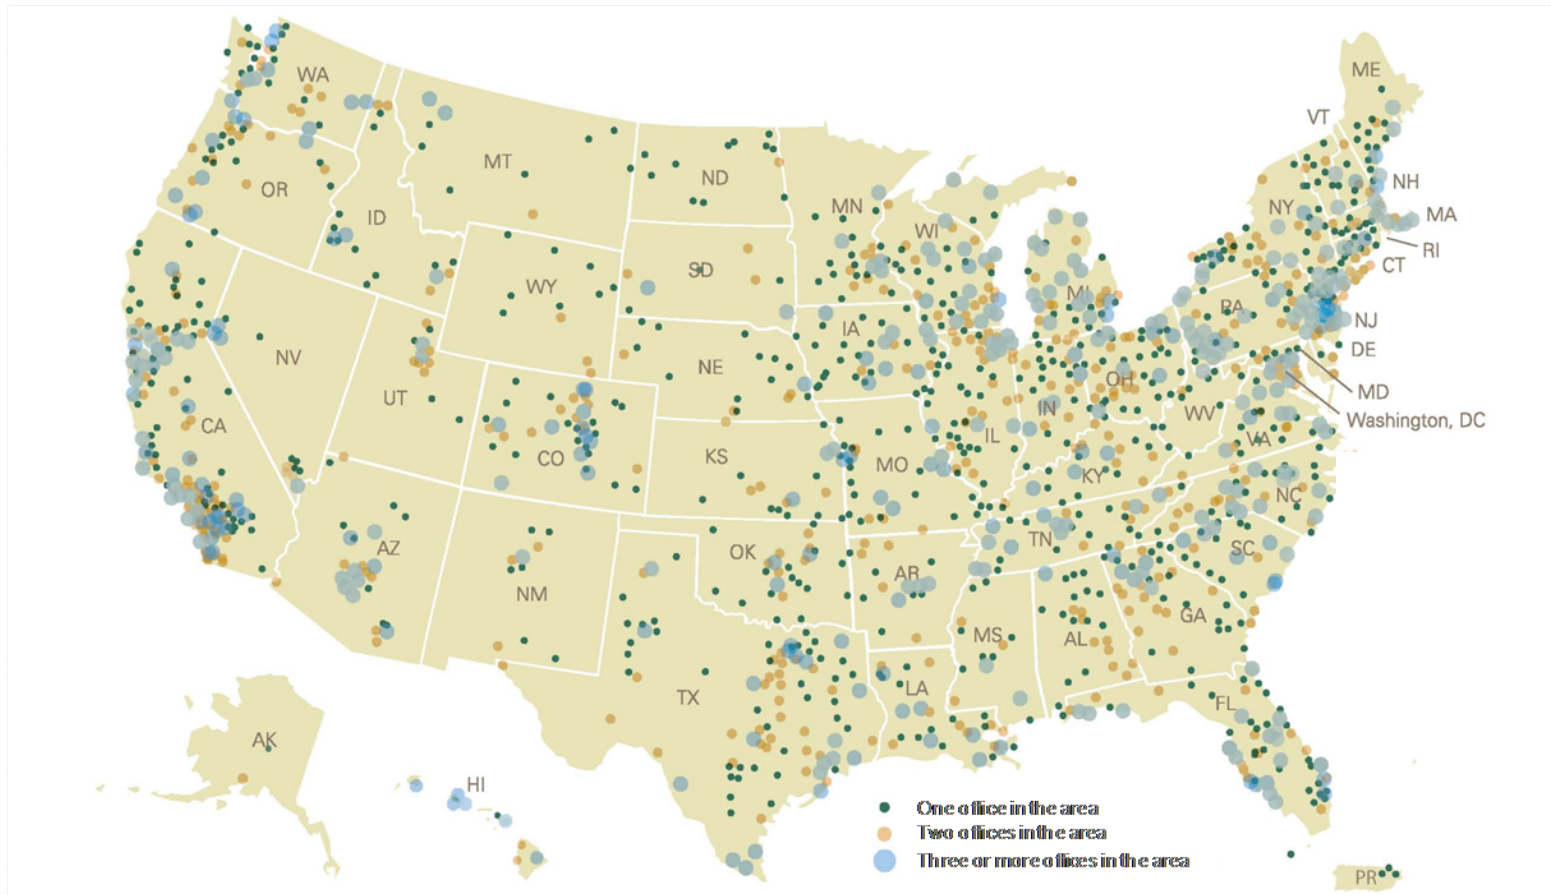 WA
ME
VT
MT
ND
OR
ID
MN
NH
NY
MA
WI
RI
CT
SD
WY
MI
PA
NJ
IA
DE
NV
NE
OH
MD
UT
IN
WV
Washington, DC
CA
IL
VA
CO
KS
MO
KY
NC
AZ
OK
TN
SC
AR
NM
GA
MS
AL
TX
LA
FL
AK
HI
One office in the area
Two offices in the area
Three or more offices in the area
PR